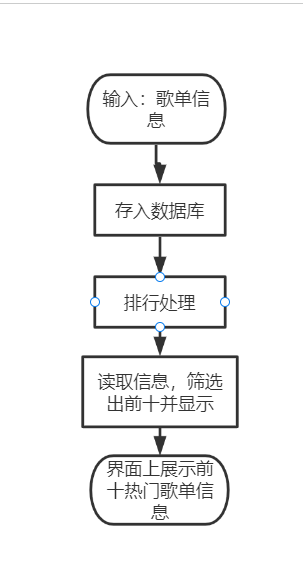 输入：歌单信
息
存入数据库
排行处理
读取信息，筛选
出前十并显示
界面上展示前
十热门歌单信
息